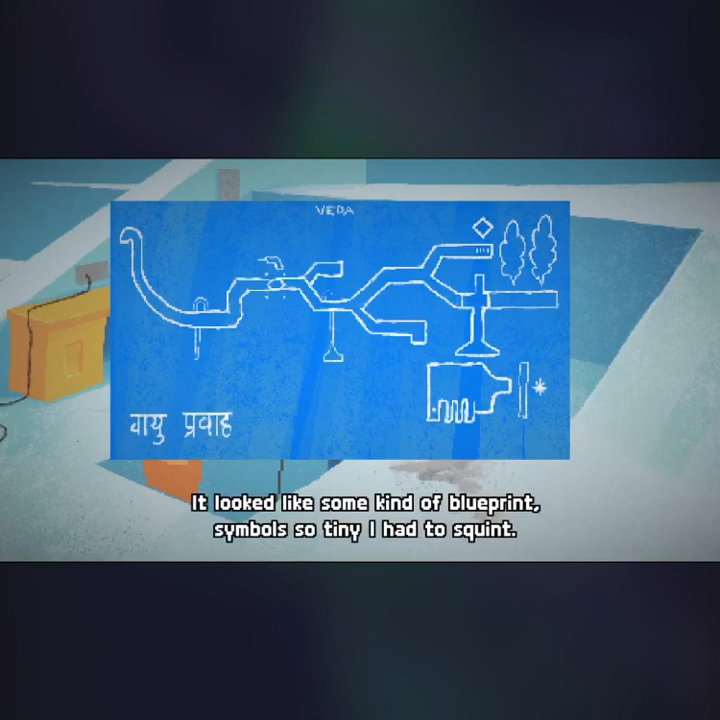 VEDA
वायु प्रवाह
It looked like some kind of blueprint,
symbols so tiny I had to squint.